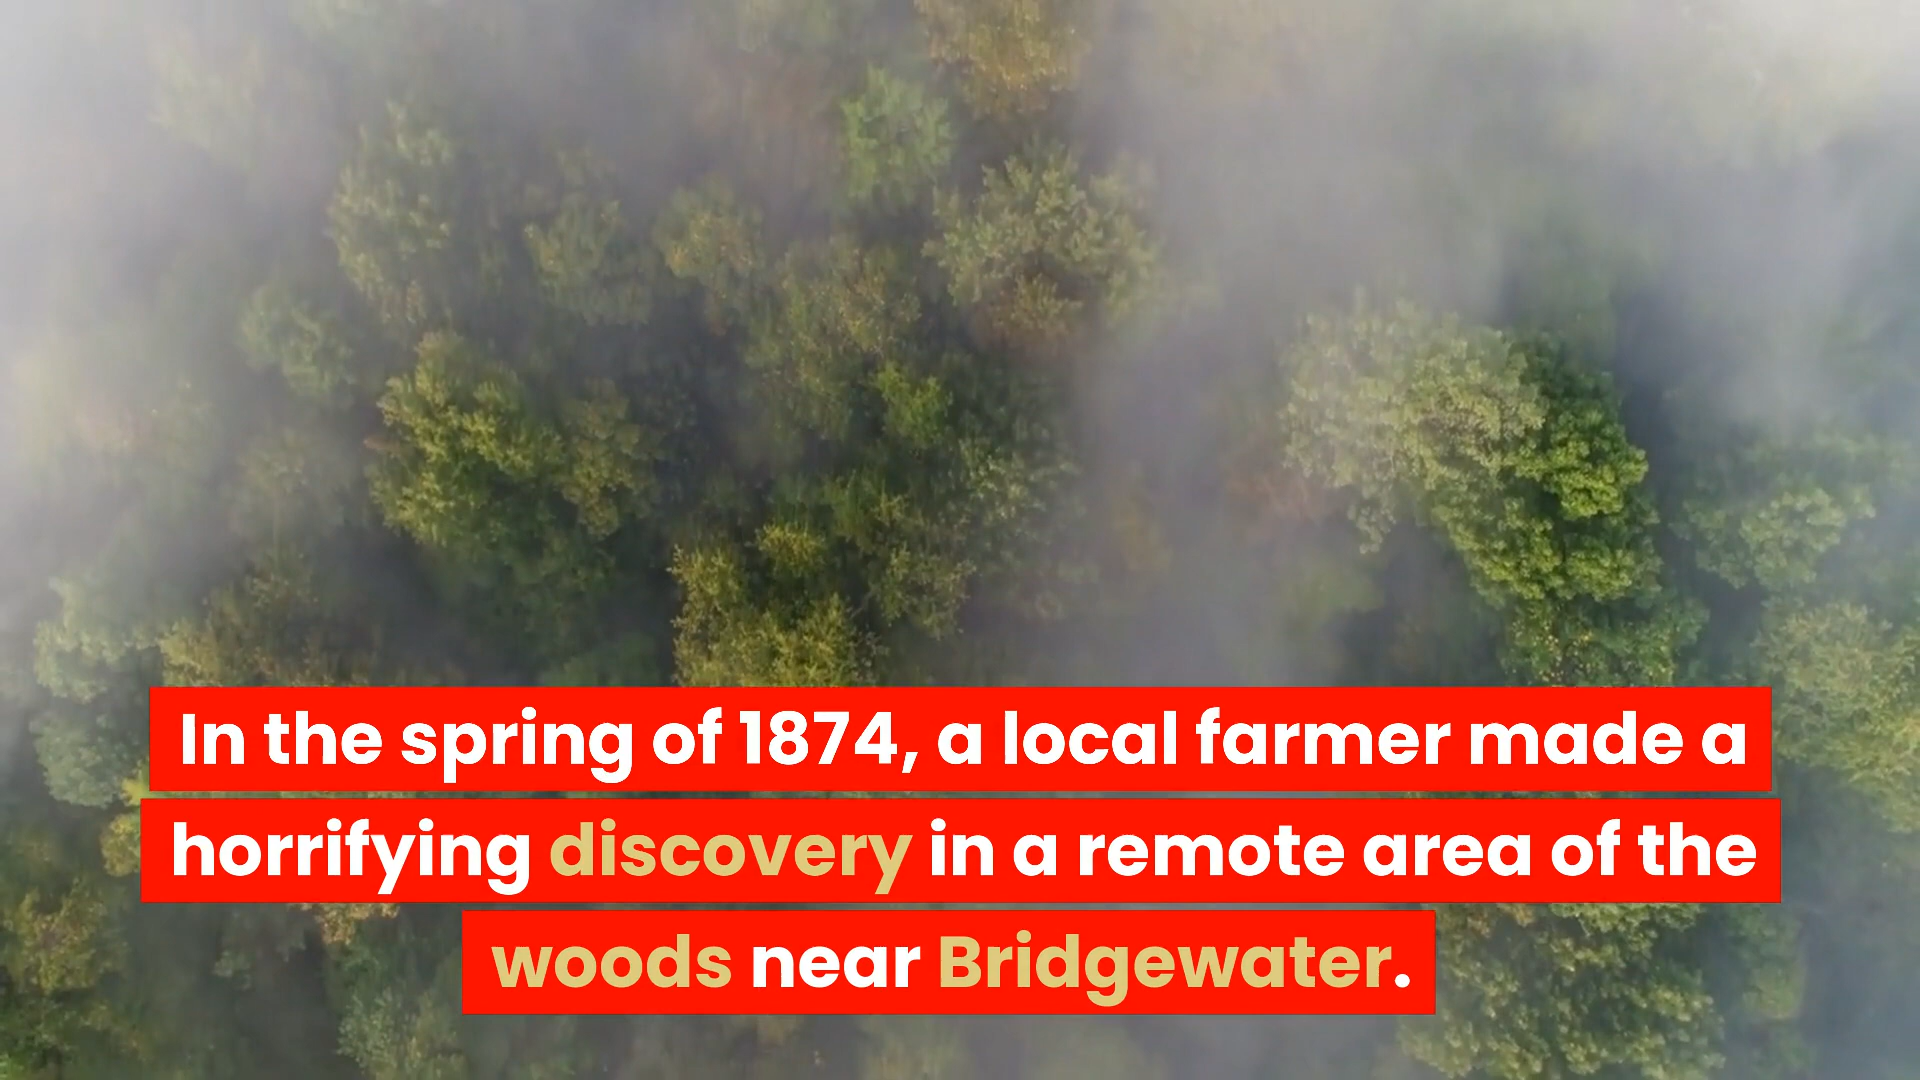 In the spring of 1874, a local farmer made a
horrifying discovery in a remote area of the
woods near Bridgewater.